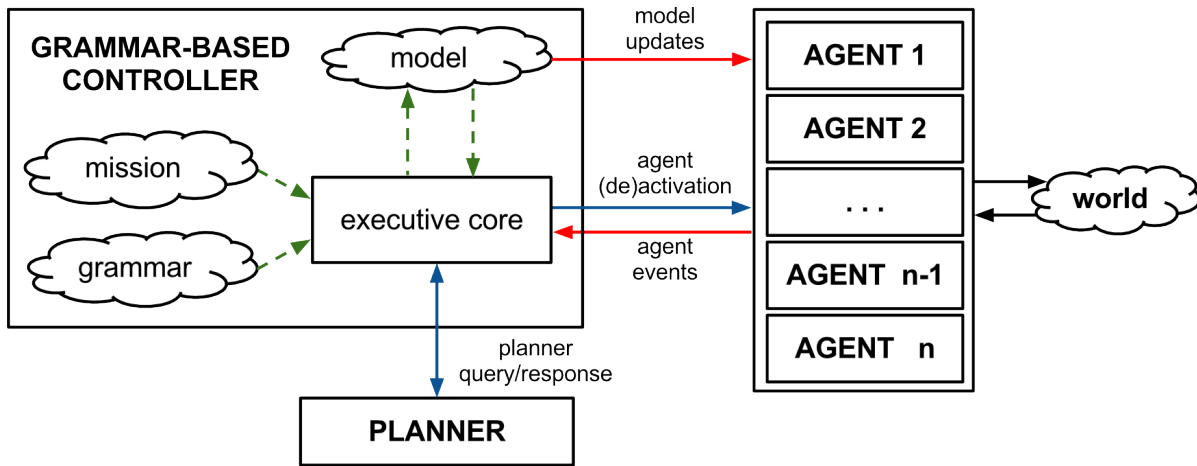 GRAMMAR-BASED
CONTROLLER
model
mission
grammar
executive core
model
updates
agent
(de)activation
agent
events
planner
query/response
PLANNER
AGENT 1
AGENT 2
. . .
AGENT n-1
AGENT n
world